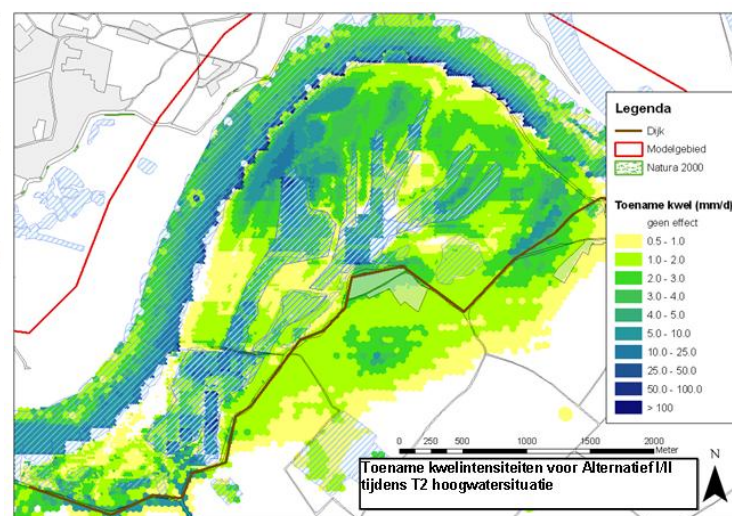 Legenda
Dijk
Modelgebied
Natura 2000
Toename kwel (mm/d)
geen effect
0.5 - 1.0
1.0 - 2.0
2.0 - 3.0
3.0 - 4.0
4.0 - 5.0
5.0 - 10.0
10.0 - 25.0
25.0 - 50.0
50.0 - 100.0
> 100
0 250 500 1000 1500 2000
Meter
N
Toename kwelintensiteiten voor Alternatief I/II
tijdens T2 hoogwatersituatie